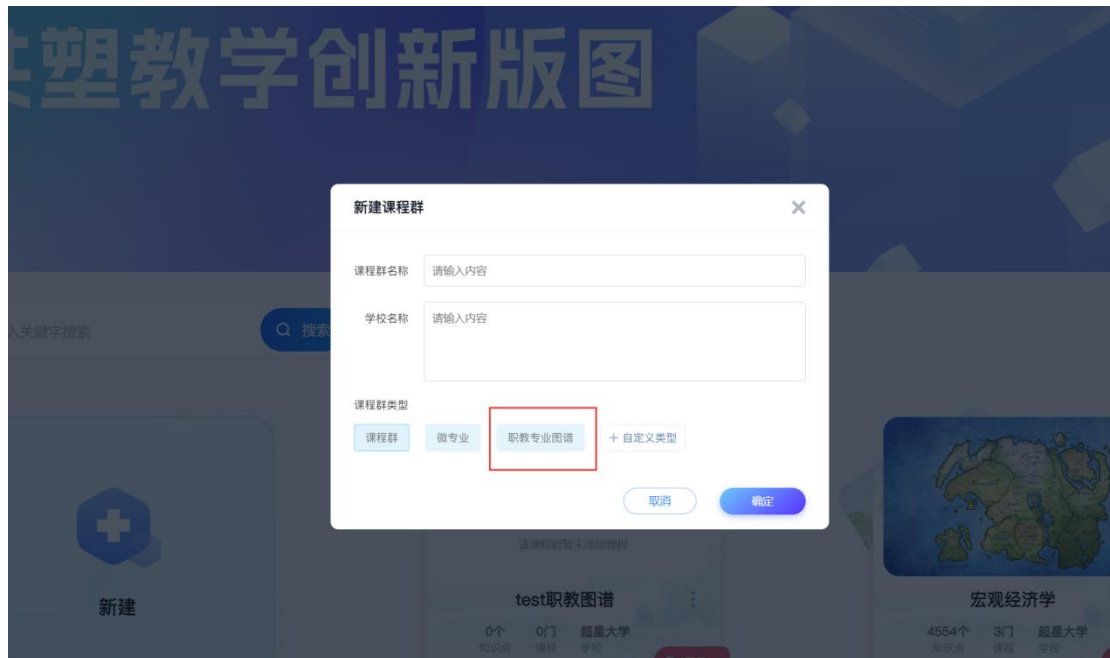 塑教学创新版图
新建课程群
课程群名称 请输入内容
学校名称 请输入内容
入关键字搜索 搜索
课程群类型
课程群 微专业 职教专业图谱 + 自定义类型
取消 确定
该课程群暂未添加课程
新建 test职教图谱 宏观经济学
0个 0门 超星大学 4554个 3门 超星大学
知识点 课程 学校 知识点 课程 学校